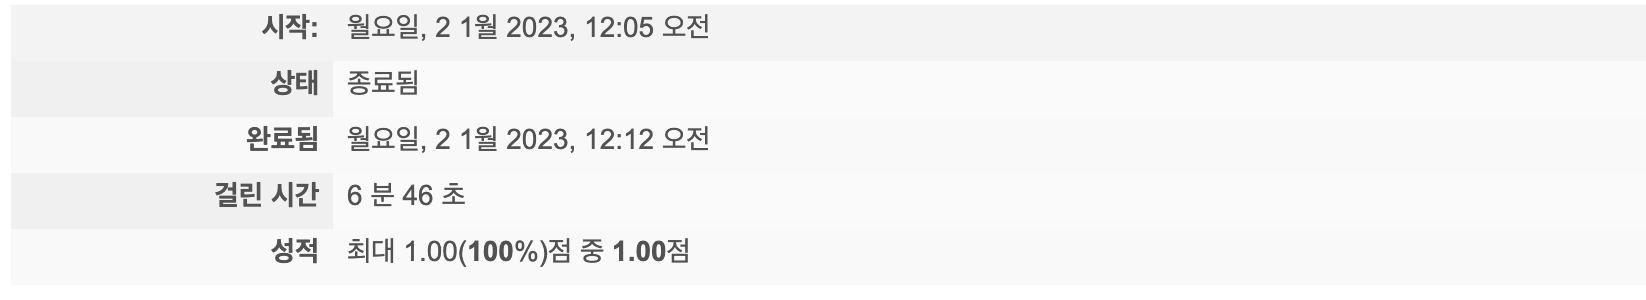 시작: 월요일, 2 1월 2023, 12:05 오전
상태 종료됨
완료됨 월요일, 2 1월 2023, 12:12 오전
걸린 시간 6 분 46 초
성적 최대 1.00(100%)점 중 1.00점